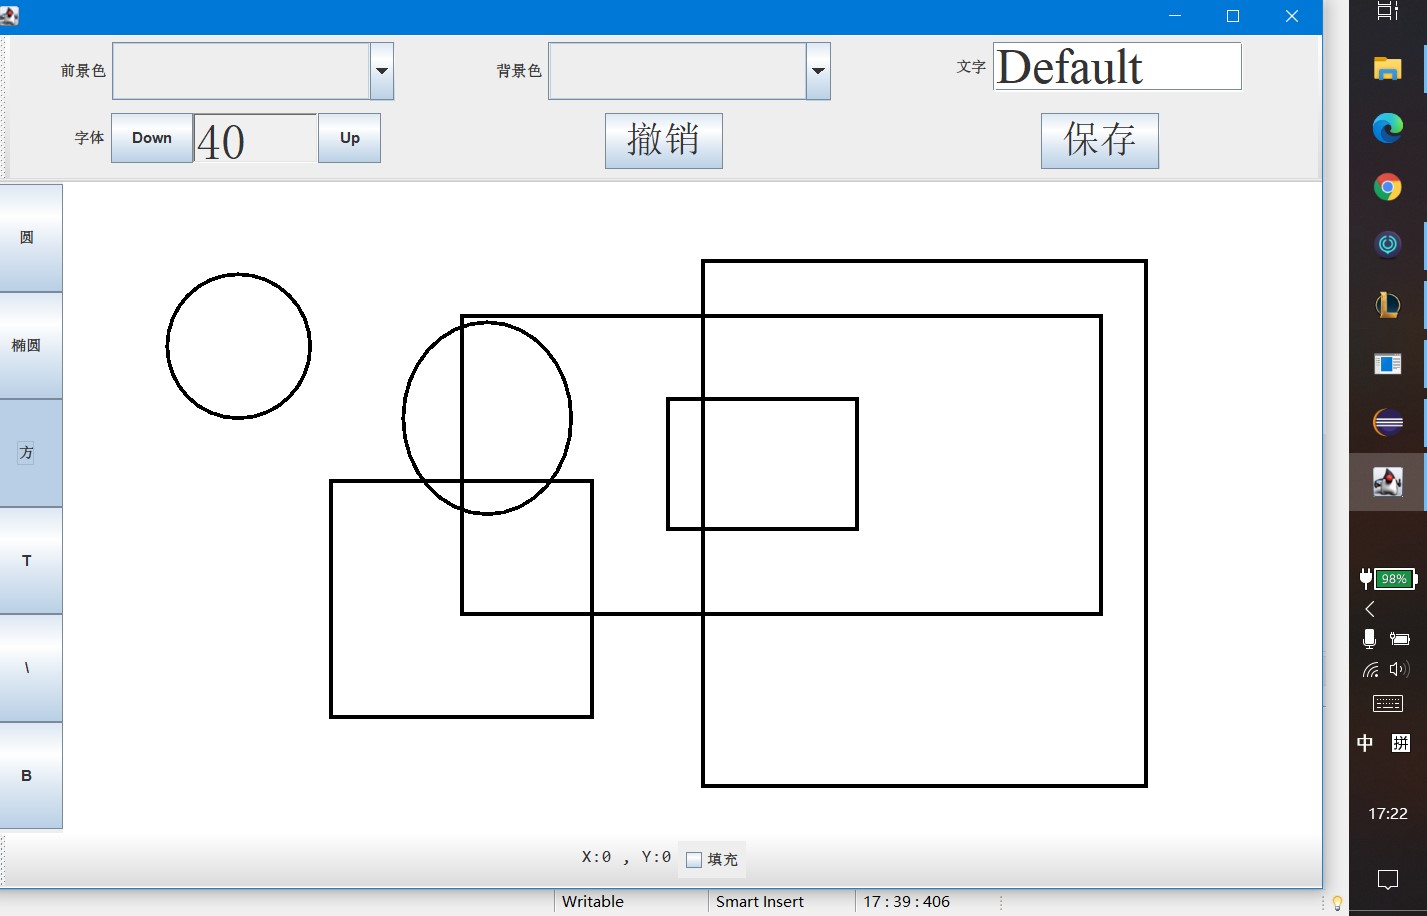 前景色
背景色
文字 Default
字体 Down 40 Up
撤销
保存
圆
椭圆
方
T
\
B
X:0 , Y:0 填充
Writable Smart Insert 17 : 39 : 406
98%
中 拼
17:22